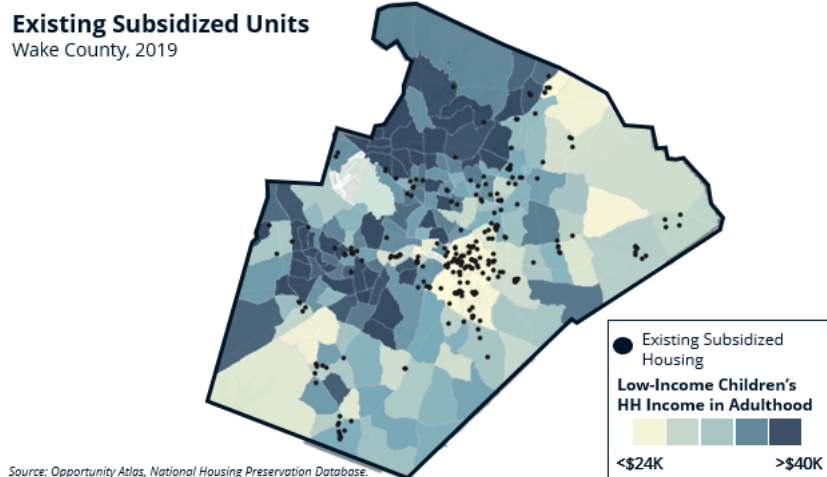 Existing Subsidized Units
Wake County, 2019
Existing Subsidized
Housing
Low-Income Children's
HH Income in Adulthood
<$24K >$40K
Source: Opportunity Atlas, National Housing Preservation Database.